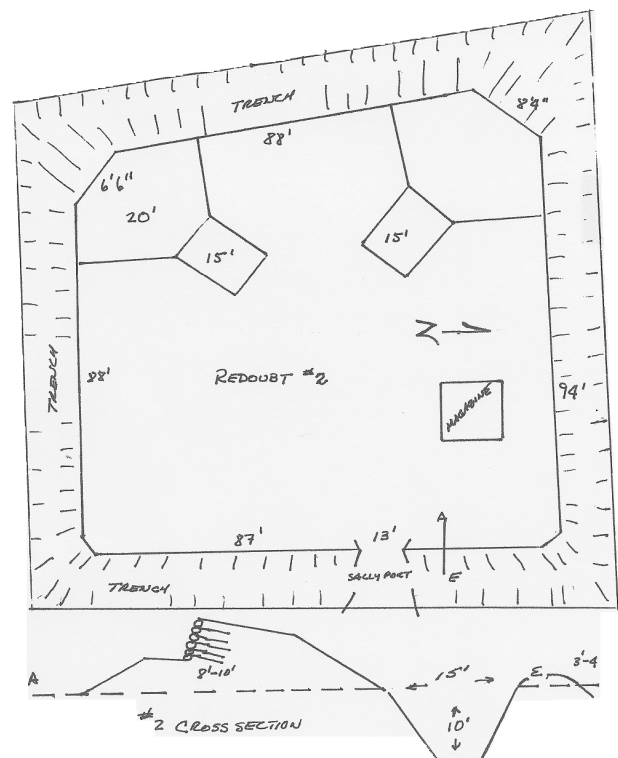 TRENCH
8'4"
88'
6'6"
20'
15'
15'
N
TRENCH
88'
REDOUBT #2
MAGAZINE
94'
87'
13'
A
SALLY PORT
E
TRENCH
A
8'-10'
15'
E
3'-4
10'
#2 CROSS SECTION